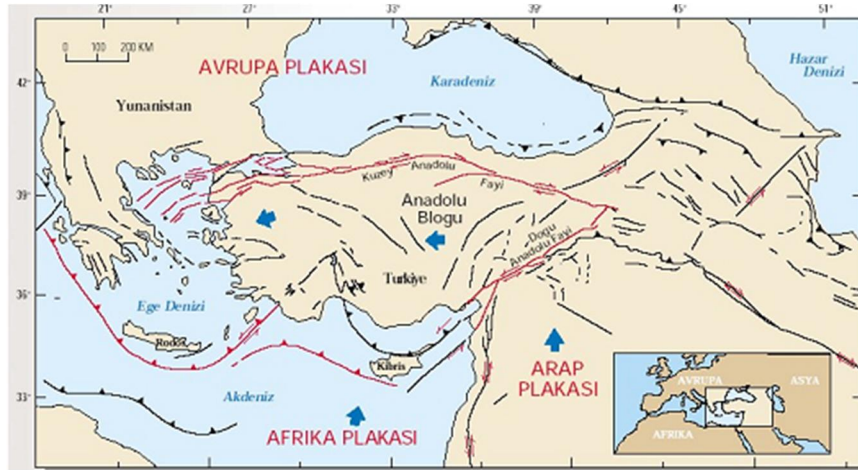 21°
27°
33
39
45
51°
0 100 200 KM
AVRUPA PLAKASI
Karadeniz
Hazar
Denizi
42
Yunanistan
39
Kuzey Anadolu
Fayi
Anadolu
Blogu
Dogu
Anadolu Fayi
Turkiye
36
Ege Denizi
Rodos
Kibris
ARAP
PLAKASI
33
Akdeniz
AFRIKA PLAKASI
AVRUPA
ASYA
AFRIKA